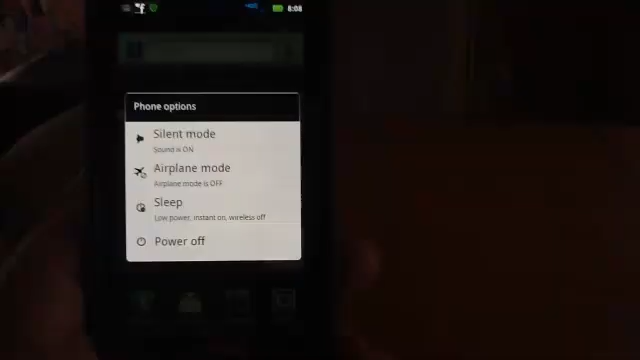 8:08
Phone options
Silent mode
Sound is ON
Airplane mode
Airplane mode is OFF
Sleep
Low power, instant on, wireless off
Power off